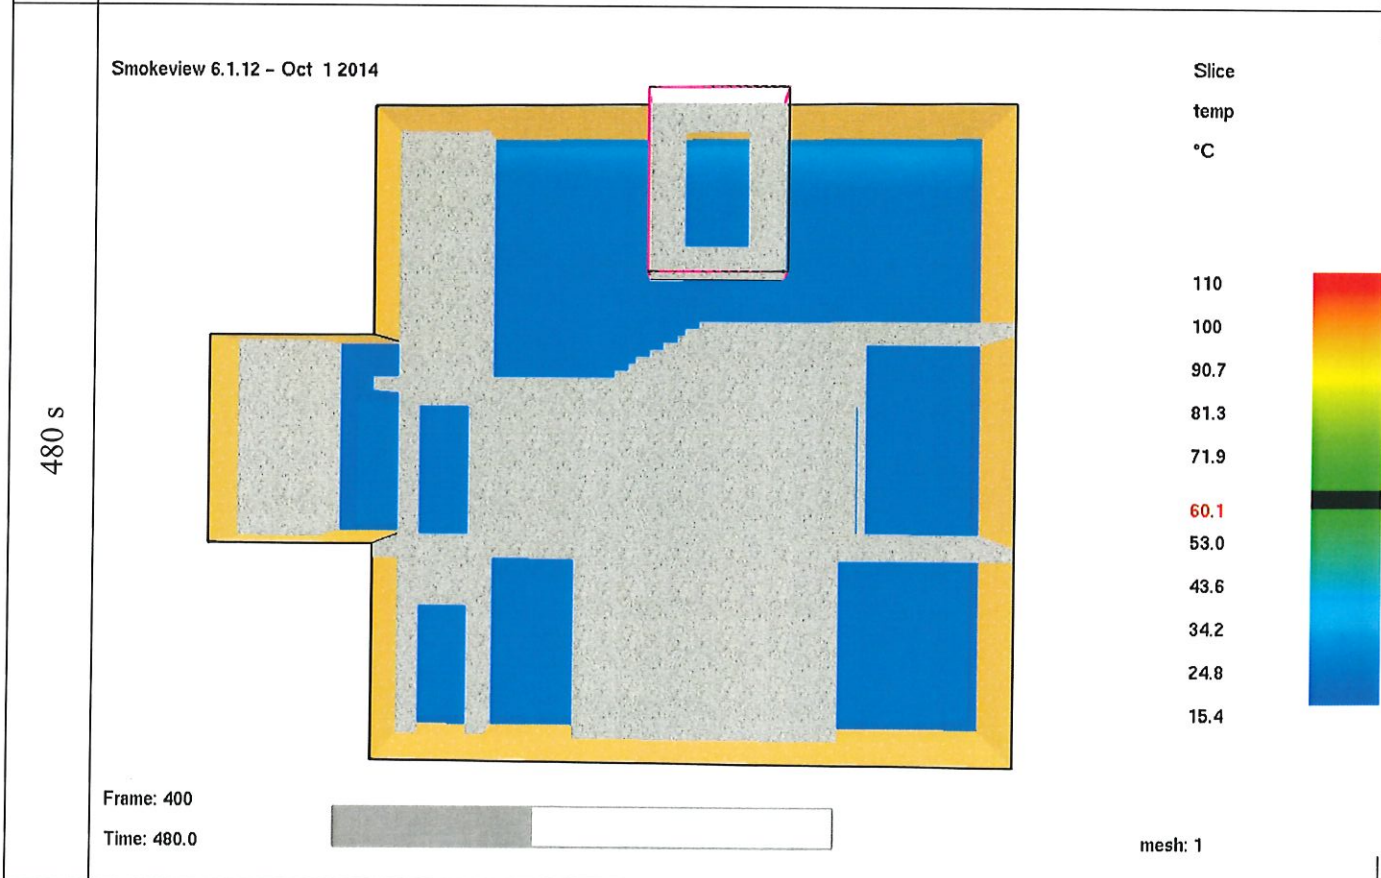 480 s
Smokeview 6.1.12 – Oct 1 2014
Slice
temp
°C
110
100
90.7
81.3
71.9
60.1
53.0
43.6
34.2
24.8
15.4
Frame: 400
Time: 480.0
mesh: 1